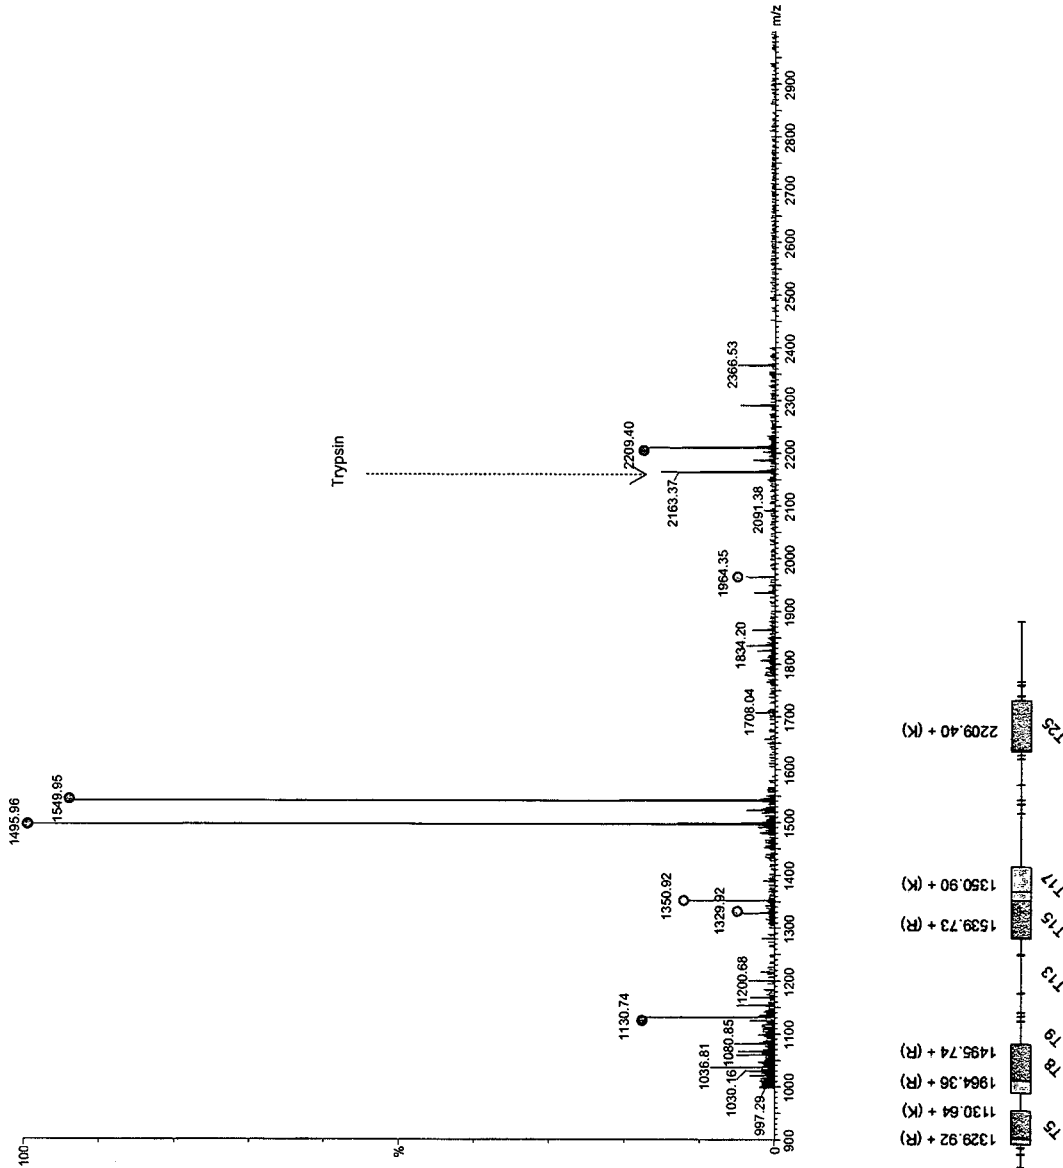 100
%
0
1495.96
1549.95
1130.74
1350.92
1329.92
1036.81
1200.68
1080.85
1030.16
997.29
1708.04
1834.20
1964.35
2091.38
2163.37
2209.40
2366.53
Trypsin
900
1000
1100
1200
1300
1400
1500
1600
1700
1800
1900
2000
2100
2200
2300
2400
2500
2600
2700
2800
2900
m/z
1329.92 + (R)
1130.64 + (K)
1964.36 + (R)
1495.74 + (R)
1539.73 + (R)
1350.90 + (K)
2209.40 + (K)
T5
T8
T9
T13
T15
T17
T25